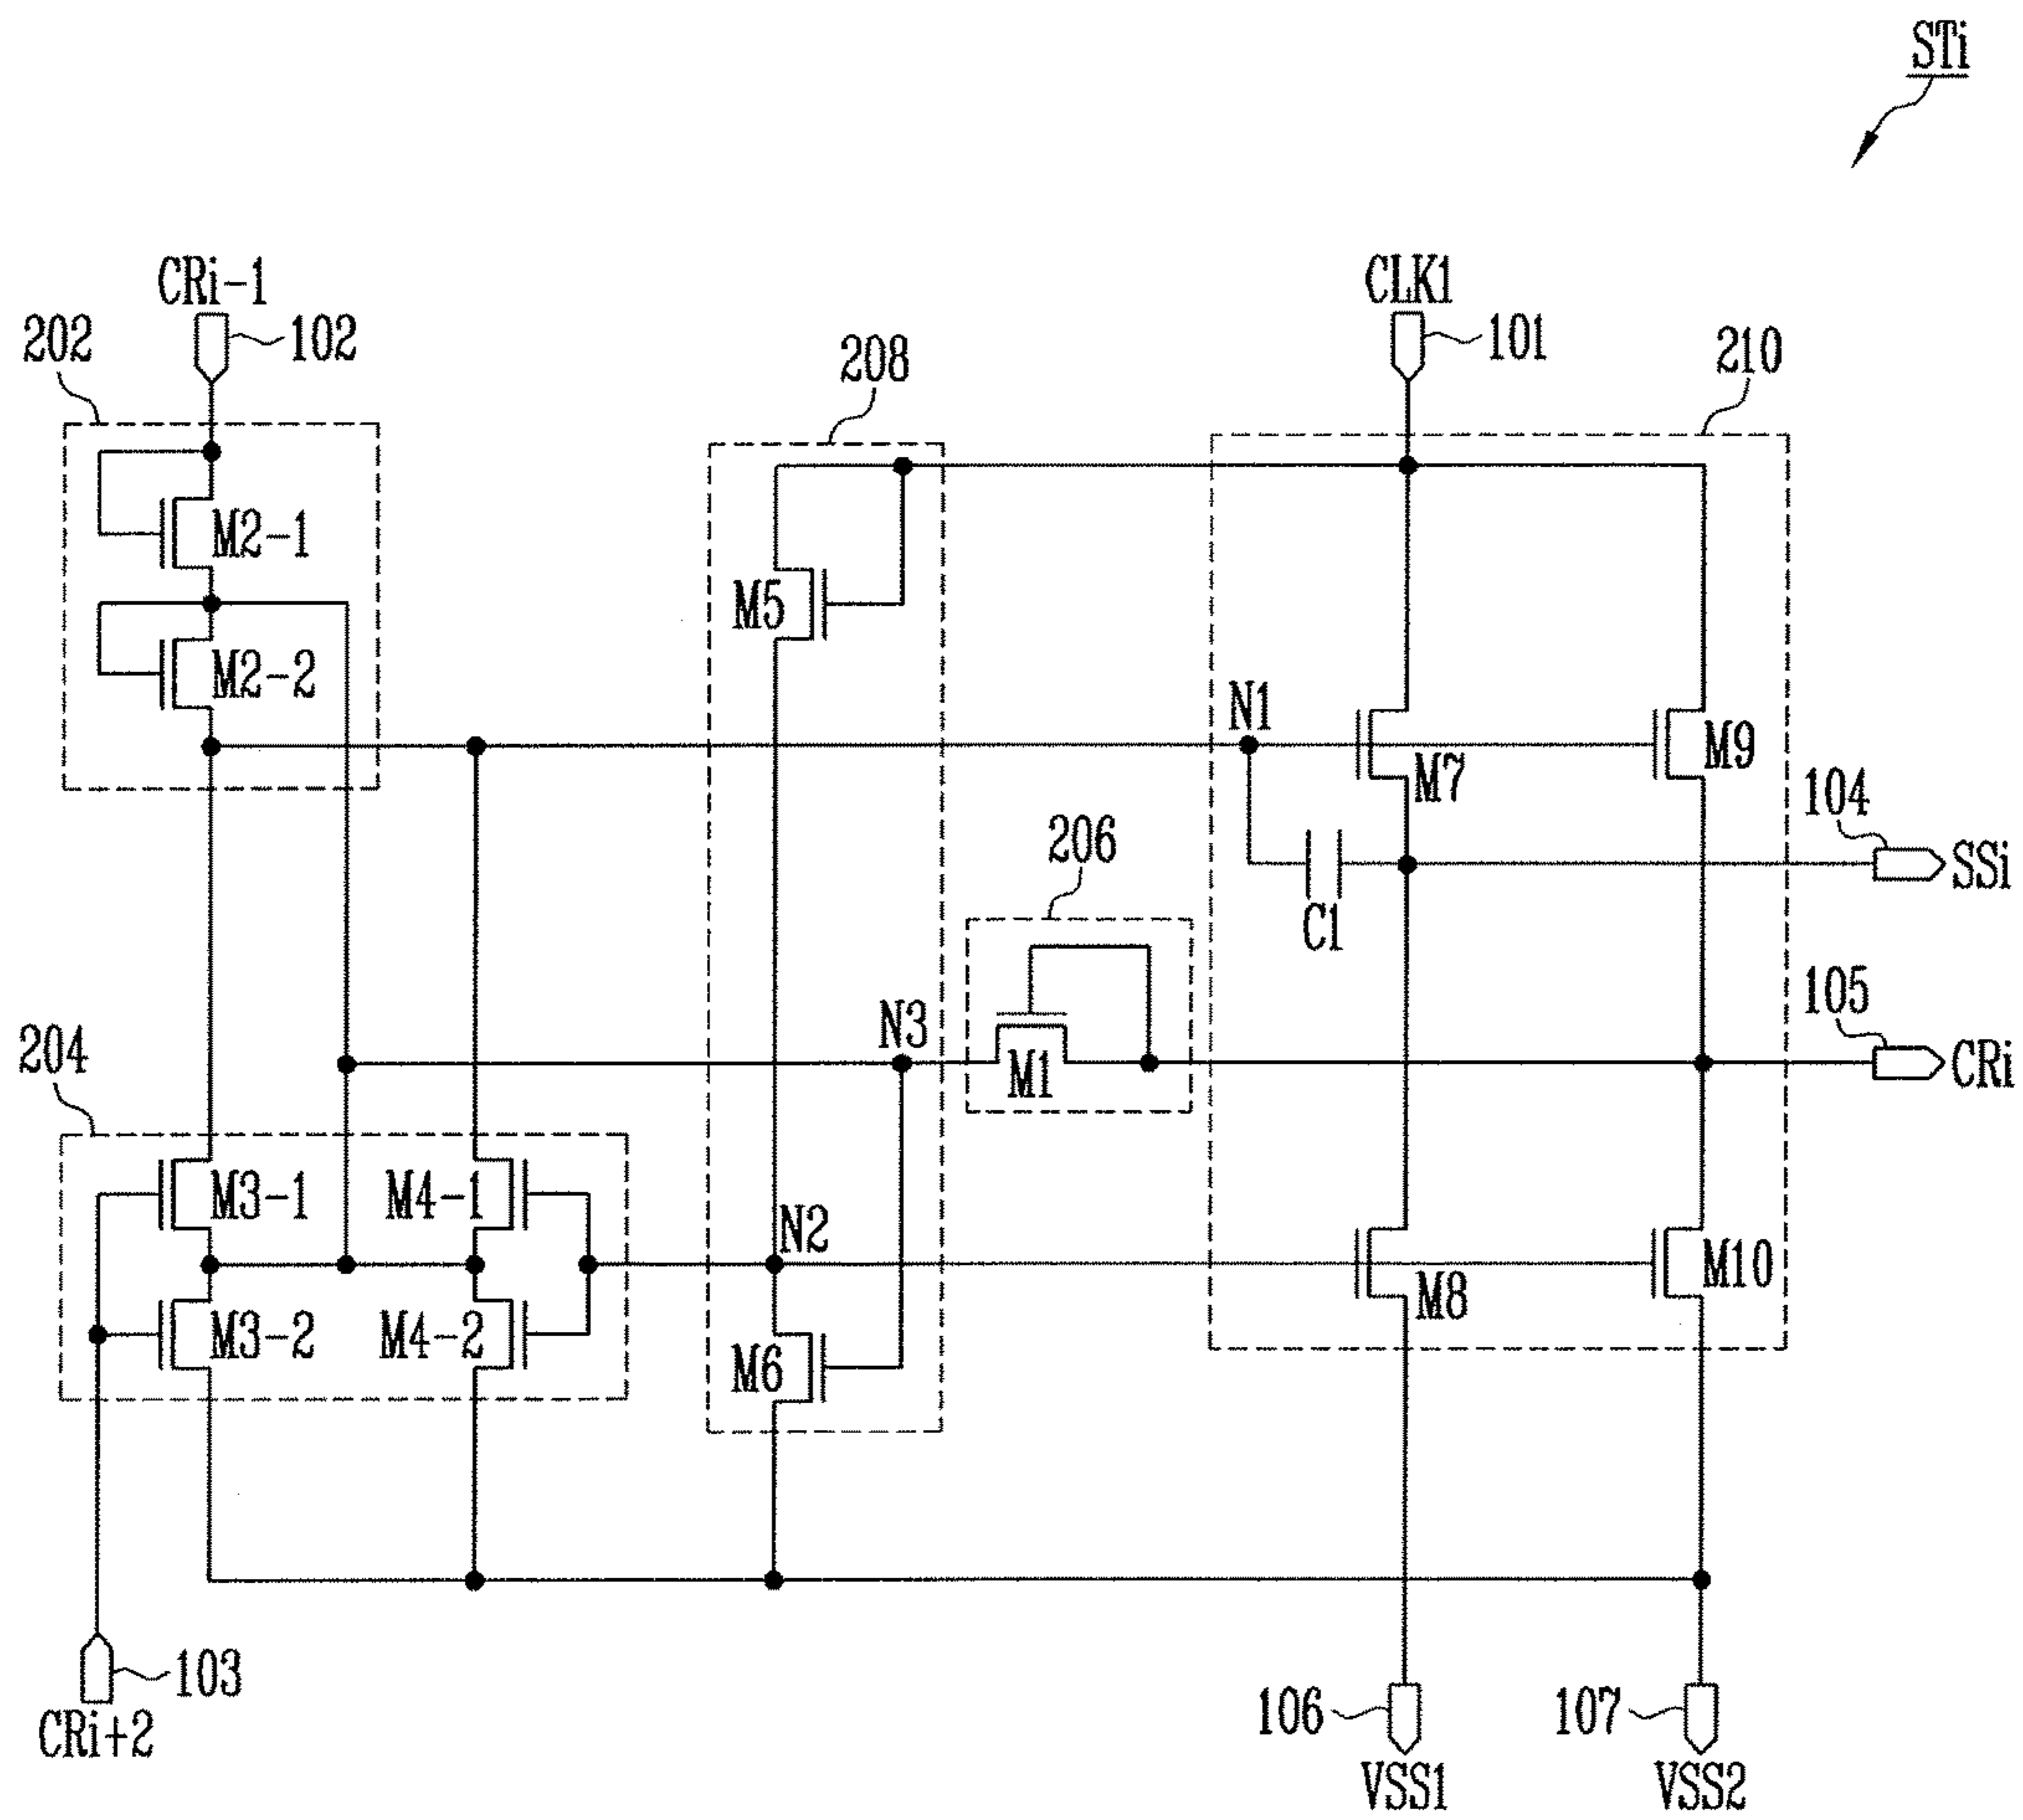 STi
CRi-1
CLK1
202
102
208
101
210
M2-1
M5
M2-2
N1
M9
M7
104
206
SSi
C1
105
N3
204
M1
CRi
M3-1
M4-1
N2
M10
M8
M3-2
M4-2
M6
103
106
107
CRi+2
VSS1
VSS2